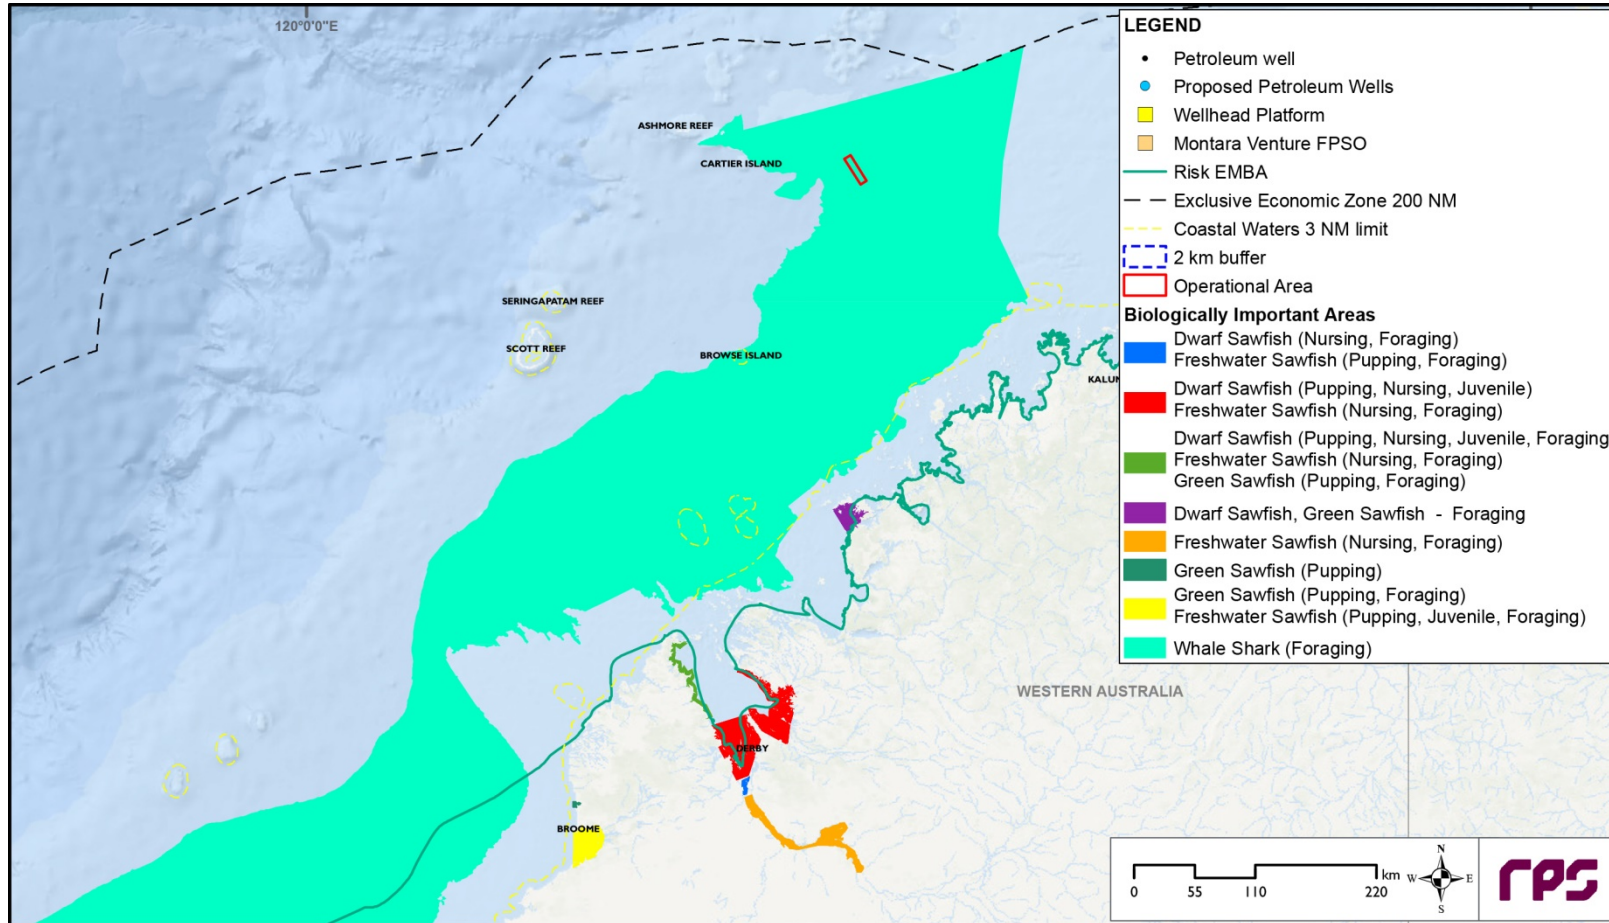 120°0'0"E
LEGEND
Petroleum well
Proposed Petroleum Wells
Wellhead Platform
Montara Venture FPSO
Risk EMBA
Exclusive Economic Zone 200 NM
Coastal Waters 3 NM limit
2 km buffer
Operational Area
Biologically Important Areas
Dwarf Sawfish (Nursing, Foraging)
Freshwater Sawfish (Pupping, Foraging)
Dwarf Sawfish (Pupping, Nursing, Juvenile)
Freshwater Sawfish (Nursing, Foraging)
Dwarf Sawfish (Pupping, Nursing, Juvenile, Foraging
Freshwater Sawfish (Nursing, Foraging)
Green Sawfish (Pupping, Foraging)
Dwarf Sawfish, Green Sawfish - Foraging
Freshwater Sawfish (Nursing, Foraging)
Green Sawfish (Pupping)
Green Sawfish (Pupping, Foraging)
Freshwater Sawfish (Pupping, Juvenile, Foraging)
Whale Shark (Foraging)
ASHMORE REEF
CARTIER ISLAND
SERINGAPATAM REEF
SCOTT REEF
BROWSE ISLAND
KALUM
WESTERN AUSTRALIA
DERBY
BROOME
0 55 110 220 km
N
W E
S
rps